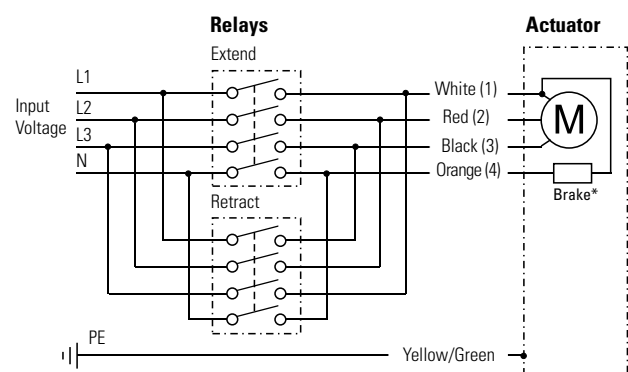 Relays
Actuator
Extend
L1
L2
L3
N
Input
Voltage
White (1)
Red (2)
Black (3)
Orange (4)
M
Brake*
Retract
PE
Yellow/Green